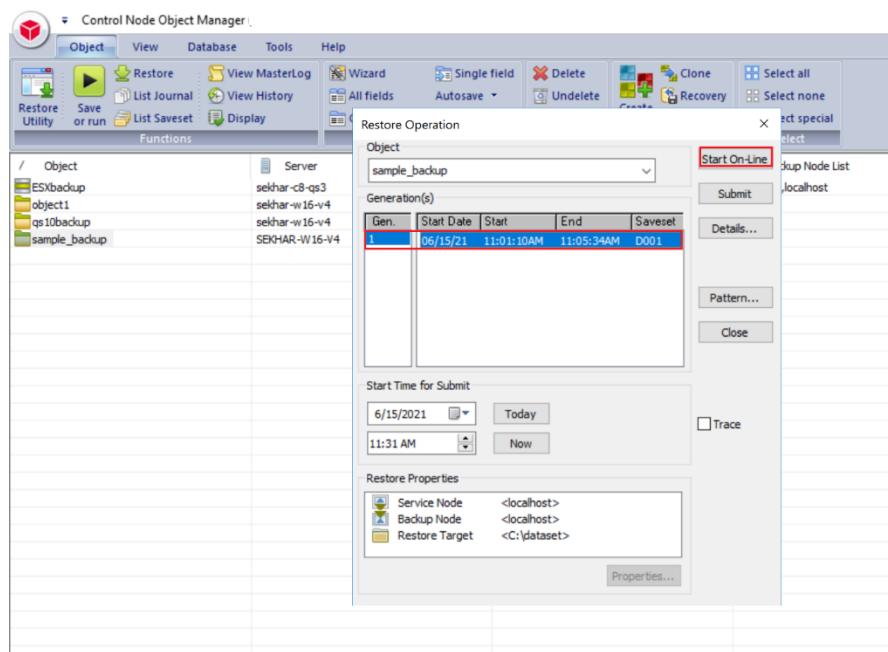 Control Node Object Manager
Object View Database Tools Help
Restore View MasterLog Wizard Single field Delete Clone Select all
List Journal View History All fields Autosave Undelete Recovery Select none
Restore Utility Save or run List Saveset Display ect special
Functions elect
Restore Operation
/ Object Server kup Node List
ESXbackup sekhar-c8-qs3 ,localhost
object1 sekhar-w16-v4
qs10backup sekhar-w16-v4
sample_backup SEKHAR-W16-V4
Object
sample_backup
Start On-Line
Submit
Details...
Pattern...
Close
Trace
Generation(s)
Gen. Start Date Start End Saveset
1 06/15/21 11:01:10AM 11:05:34AM D001
Start Time for Submit
6/15/2021 Today
11:31 AM Now
Restore Properties
Service Node <localhost>
Backup Node <localhost>
Restore Target <C:\dataset>
Properties...